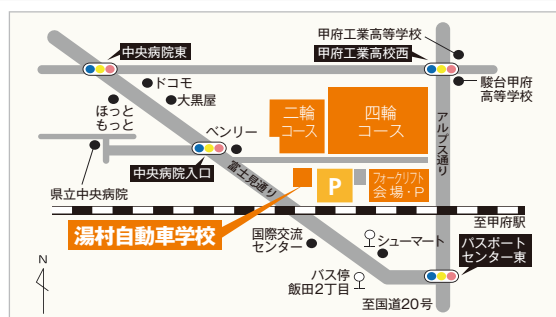 甲府工業高等学校
中央病院東
甲府工業高校西
ドコモ
大黒屋
ほっと
もっと
駿台甲府
高等学校
二輪
コース
四輪
コース
アルプス通り
ベンリー
県立中央病院
中央病院入口
富士見通り
P
フォークリフト
会場・P
至甲府駅
湯村自動車学校
国際交流
センター
シューマート
パスポート
センター東
バス停
飯田2丁目
至国道20号
N